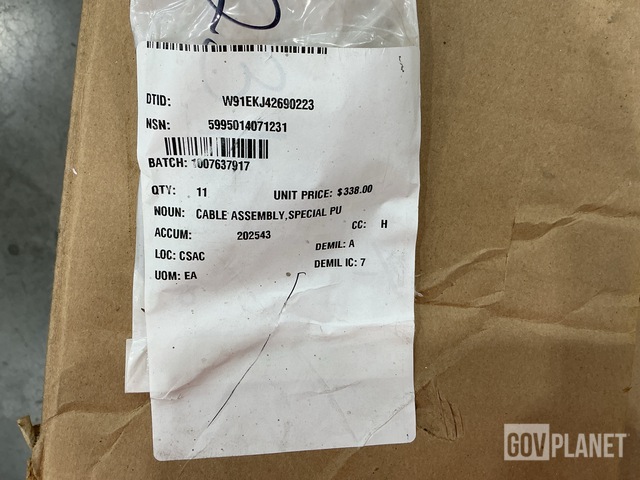 DTID: W91EKJ42690223
NSN: 5995014071231
BATCH: 1007637917
QTY: 11 UNIT PRICE: $338.00
NOUN: CABLE ASSEMBLY,SPECIAL PU
ACCUM: 202543 CC: H
LOC: CSAC DEMIL: A
UOM: EA DEMIL IC: 7
GOVPLANET